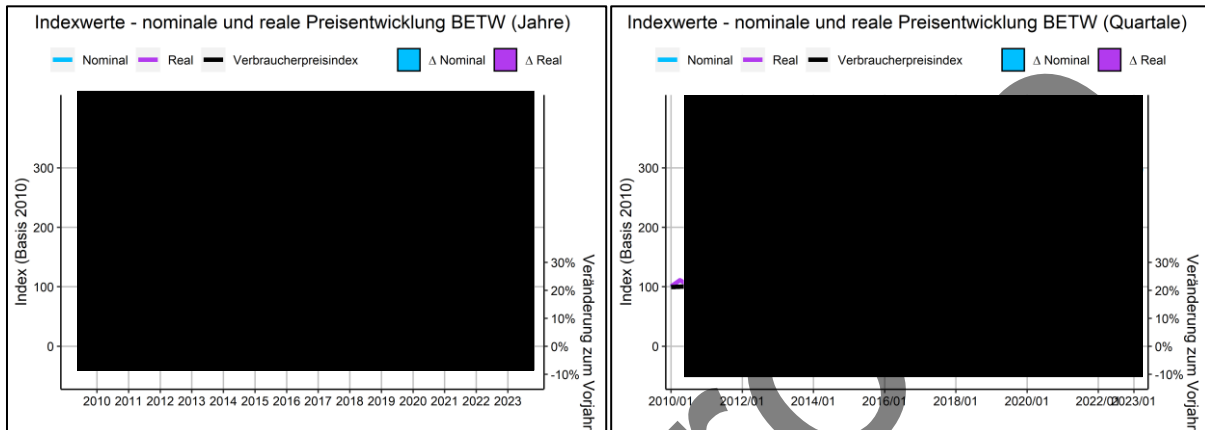 Indexwerte - nominale und reale Preisentwicklung BETW (Jahre)
Nominal Real Verbraucherpreisindex Δ Nominal Δ Real
Index (Basis 2010)
300
200
100
0
30%
20%
10%
0%
-10%
Veränderung zum Vorjahr
2010 2011 2012 2013 2014 2015 2016 2017 2018 2019 2020 2021 2022 2023
Indexwerte - nominale und reale Preisentwicklung BETW (Quartale)
Nominal Real Verbraucherpreisindex Δ Nominal Δ Real
Index (Basis 2010)
300
200
100
0
30%
20%
10%
0%
-10%
Veränderung zum Vorjahr
2010/01 2012/01 2014/01 2016/01 2018/01 2020/01 2022/01 2023/01